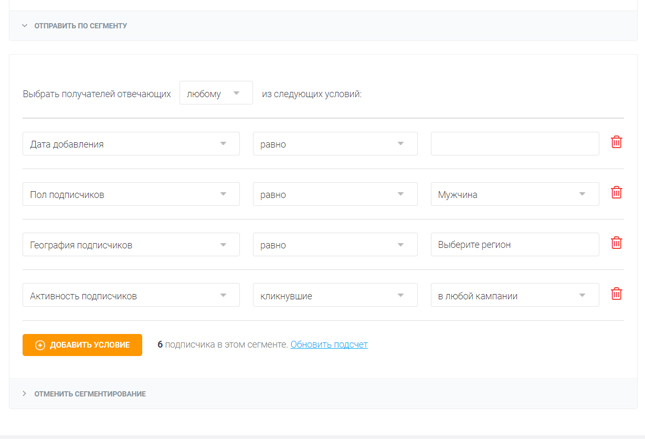 ОТПРАВИТЬ ПО СЕГМЕНТУ
Выбрать получателей отвечающих любому из следующих условий:
Дата добавления равно
Пол подписчиков равно Мужчина
География подписчиков равно Выберите регион
Активность подписчиков кликнувшие в любой кампании
ДОБАВИТЬ УСЛОВИЕ 6 подписчика в этом сегменте. Обновить подсчет
ОТМЕНИТЬ СЕГМЕНТИРОВАНИЕ